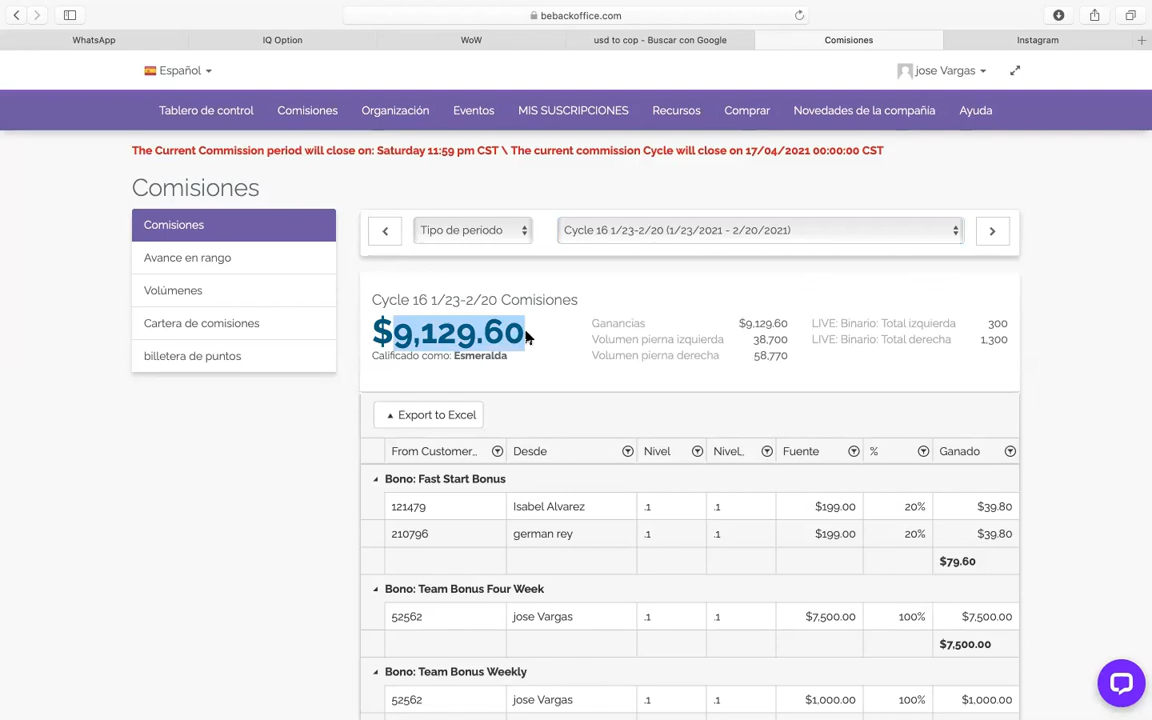 bebackoffice.com
WhatsApp IQ Option WoW usd to cop - Buscar con Google Comisiones Instagram
Español jose Vargas
Tablero de control Comisiones Organización Eventos MIS SUSCRIPCIONES Recursos Comprar Novedades de la compañía Ayuda
The Current Commission period will close on: Saturday 11:59 pm CST \ The current commission Cycle will close on 17/04/2021 00:00:00 CST
Comisiones
Comisiones
Avance en rango
Volúmenes
Cartera de comisiones
billetera de puntos
Tipo de período Cycle 16 1/23-2/20 (1/23/2021 - 2/20/2021)
Cycle 16 1/23-2/20 Comisiones
$9,129.60
Calificado como: Esmeralda
Ganancias $9,129.60
Volumen pierna izquierda 38,700
Volumen pierna derecha 58,770
LIVE: Binario: Total izquierda 300
LIVE: Binario: Total derecha 1,300
Export to Excel
From Customer... Desde Nivel Nivel. Fuente % Ganado
Bono: Fast Start Bonus
121479 Isabel Alvarez .1 .1 $199.00 20% $39.80
210796 german rey .1 .1 $199.00 20% $39.80
$79.60
Bono: Team Bonus Four Week
52562 jose Vargas .1 .1 $7,500.00 100% $7,500.00
$7,500.00
Bono: Team Bonus Weekly
52562 jose Vargas .1 .1 $1,000.00 100% $1,000.00